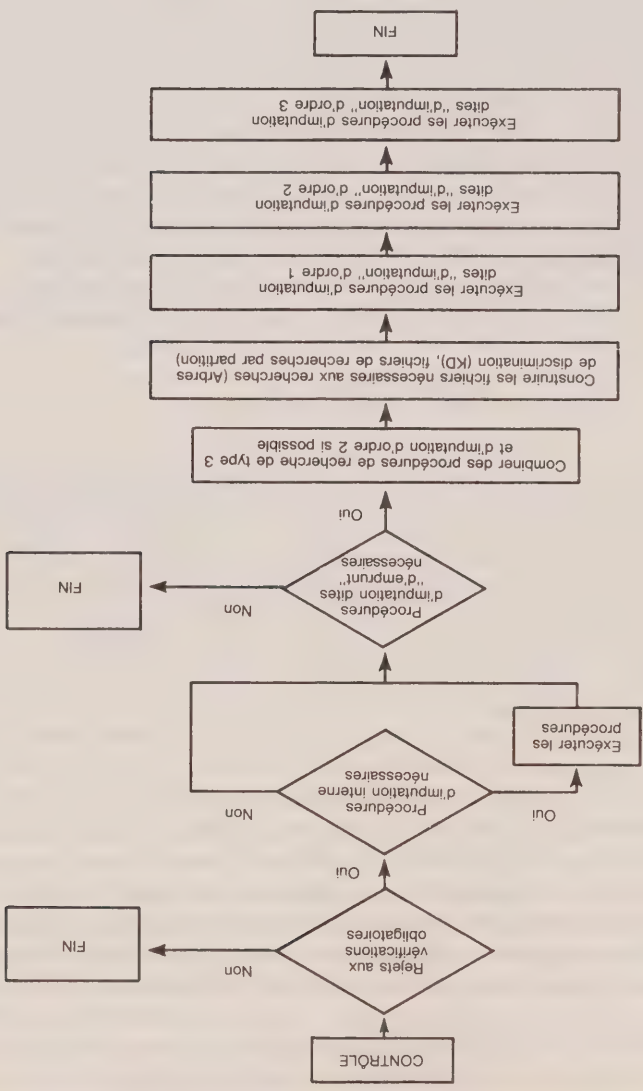 CONTRÔLE
Rejets aux
vérifications
obligatoires
Non
FIN
Oui
Procédures
d'imputation interne
nécessaires
Oui
Non
Exécuter les
procédures
Procédures
d'imputation dites
"d'emprunt"
nécessaires
Non
FIN
Oui
Combiner des procédures de recherche de type 3
et d'imputation d'ordre 2 si possible
Construire les fichiers nécessaires aux recherches (Arbres
de discrimination (KD), fichiers de recherches par partition)
Exécuter les procédures d'imputation
dites "d'imputation" d'ordre 1
Exécuter les procédures d'imputation
dites "d'imputation" d'ordre 2
Exécuter les procédures d'imputation
dites "d'imputation" d'ordre 3
FIN